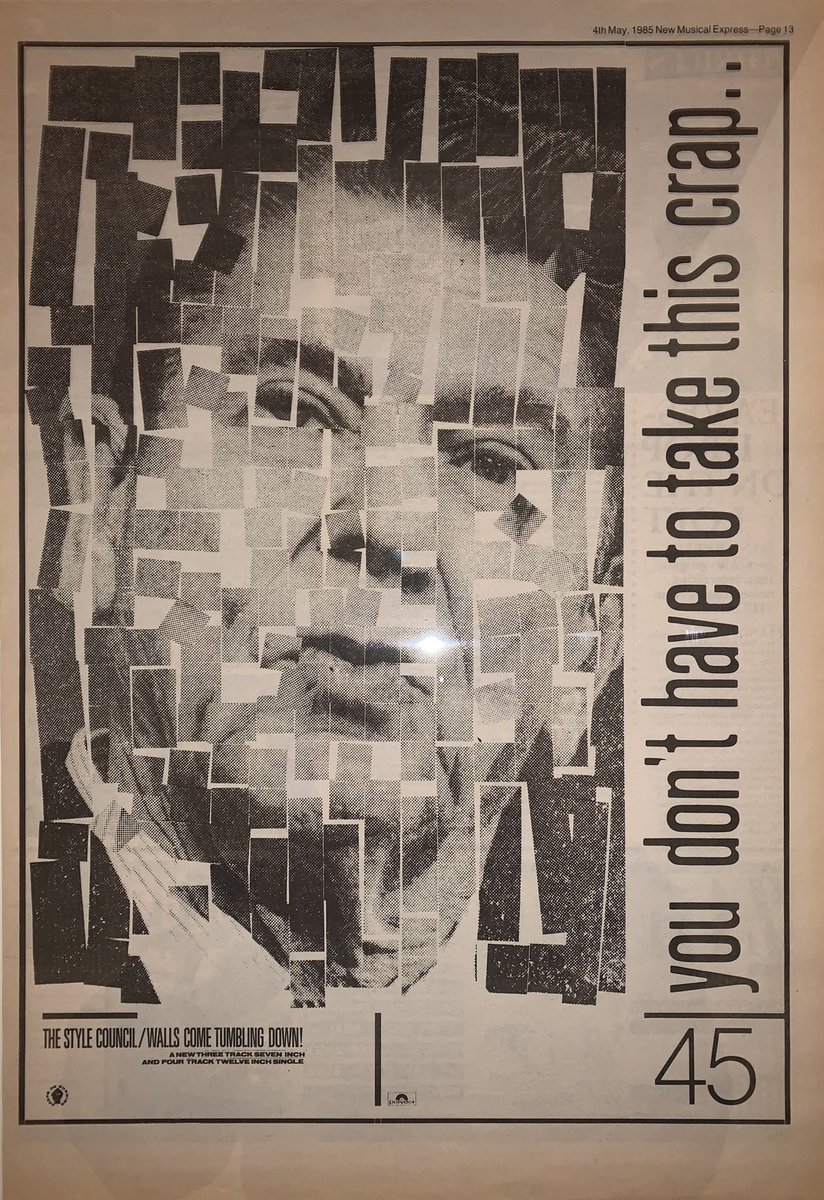 4th May, 1985 New Musical Express—Page 13
you don't have to take this crap..
THE STYLE COUNCIL/WALLS COME TUMBLING DOWN!
A NEW THREE TRACK SEVEN INCH
AND FOUR TRACK TWELVE INCH SINGLE
45
polydor